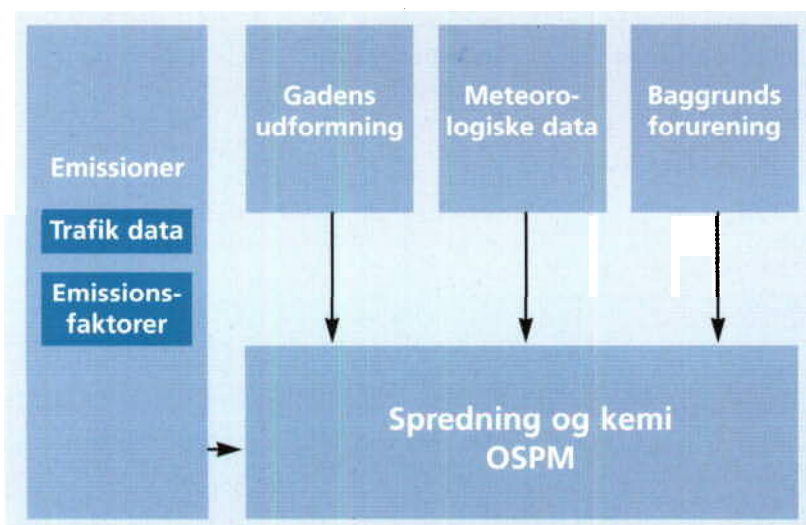 Emissioner
Trafik data
Emissions-
faktorer
Gadens
udformning
Meteoro-
logiske data
Baggrunds
forurening
Spredning og kemi
OSPM